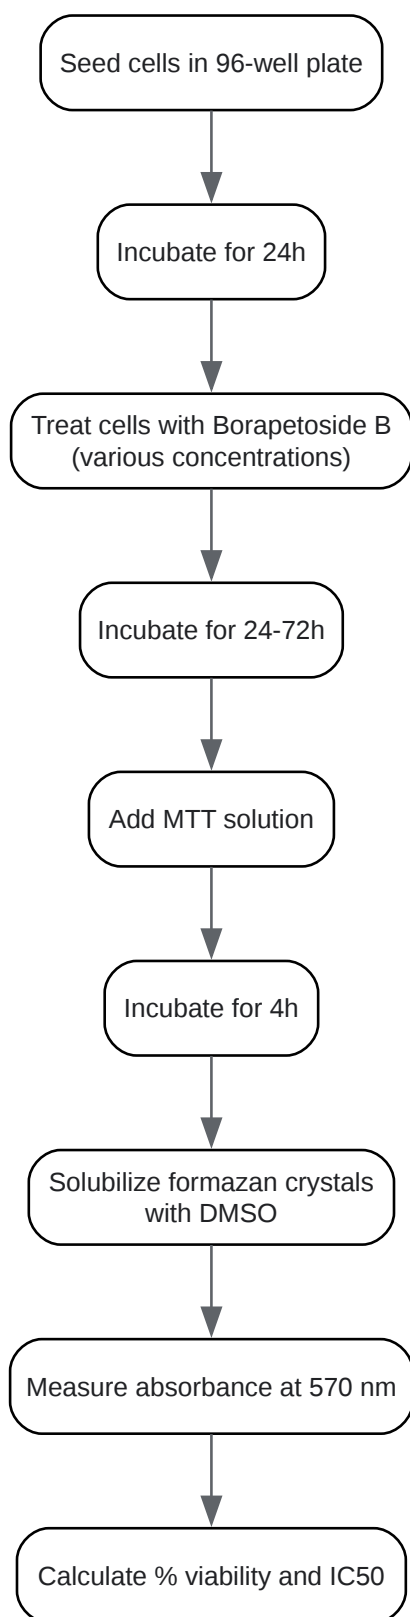 Seed cells in 96-well plate
Incubate for 24h
Treat cells with Borapetoside B
(various concentrations)
Incubate for 24-72h
Add MTT solution
Incubate for 4h
Solubilize formazan crystals
with DMSO
Measure absorbance at 570 nm
Calculate % viability and IC50